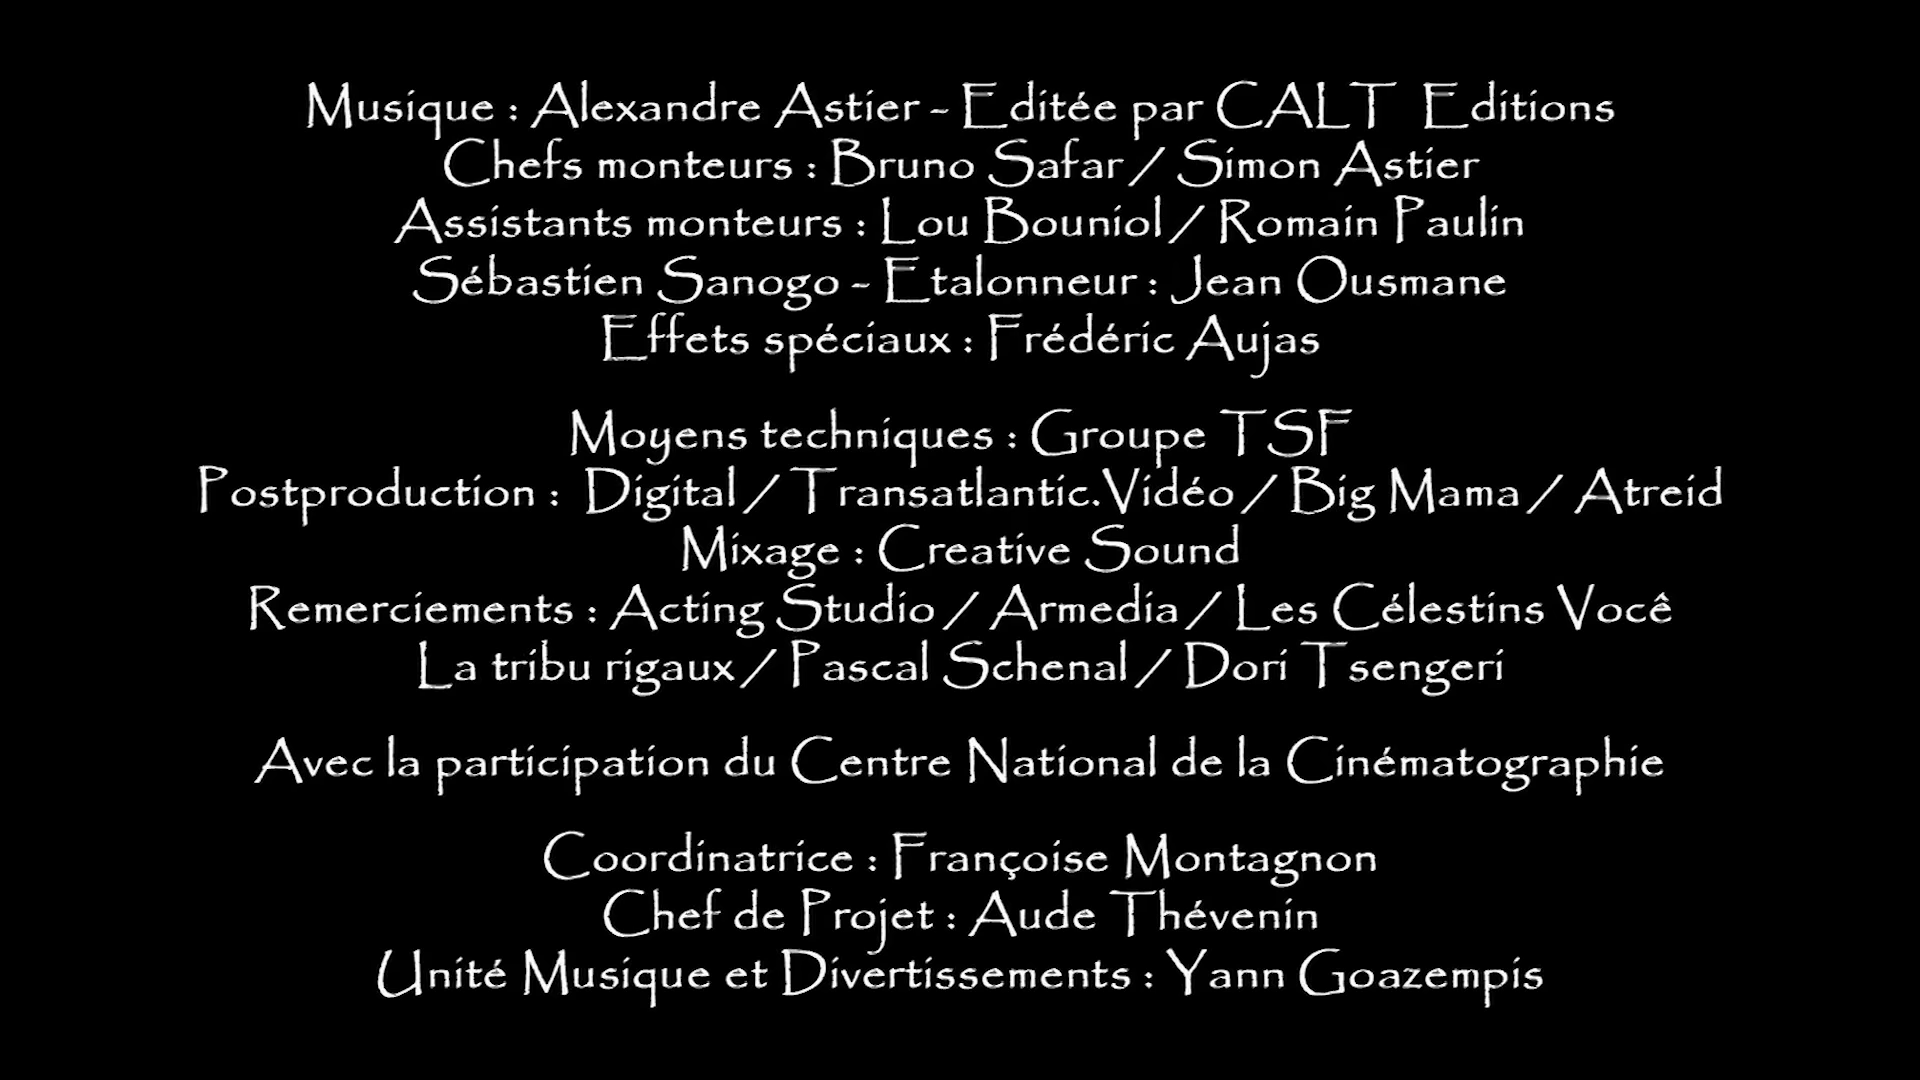 Musique : Alexandre Astier - Editée par CALT Editions
Chefs monteurs : Bruno Safar / Simon Astier
Assistants monteurs : Lou Bouniol / Romain Paulin
Sébastien Sanogo - Etalonneur : Jean Ousmane
Effets spéciaux : Frédéric Aujas
Moyens techniques : Groupe TSF
Postproduction : Digital / Transatlantic.Vidéo / Big Mama / Atreid
Mixage : Creative Sound
Remerciements : Acting Studio / Armedia / Les Célestins Você
La tribu rigaux / Pascal Schenal / Dori Tsengeri
Avec la participation du Centre National de la Cinématographie
Coordinatrice : Françoise Montagnon
Chef de Projet : Aude Thévenin
Unité Musique et Divertissements : Yann Goazempis